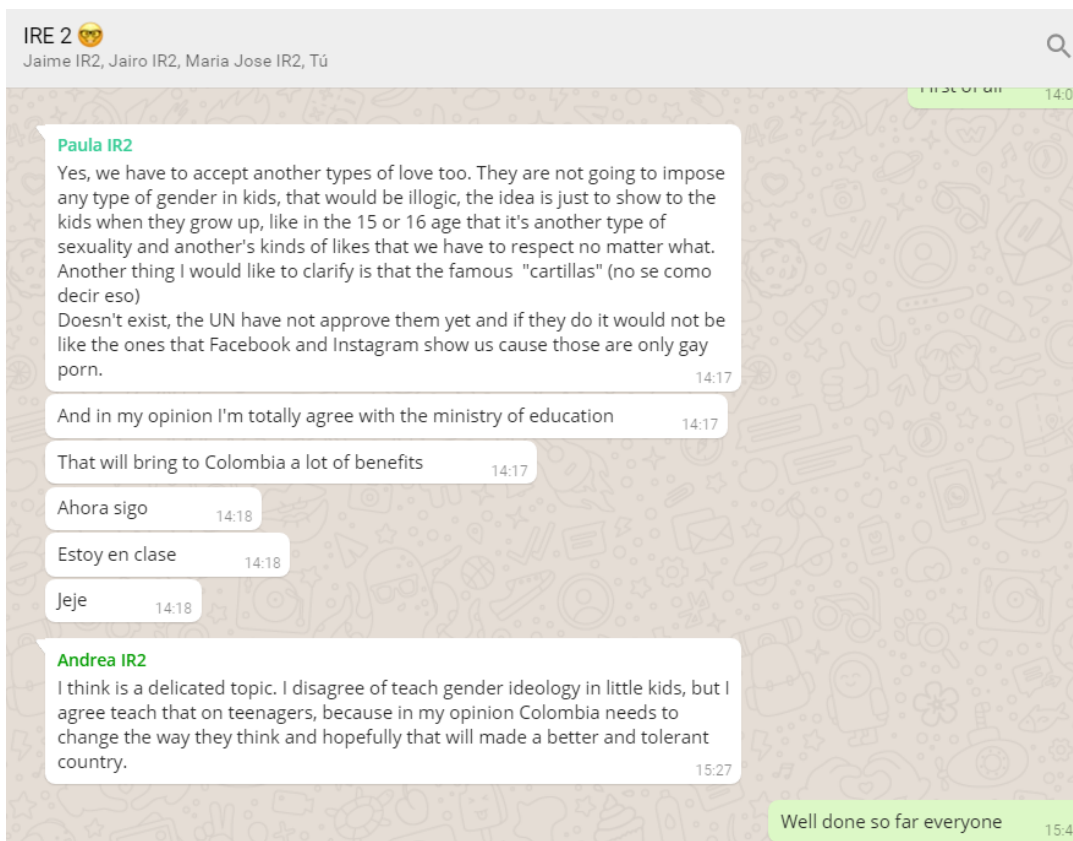 IRE 2
Jaime IR2, Jairo IR2, Maria Jose IR2, Tú
First of all
14:0
Paula IR2
Yes, we have to accept another types of love too. They are not going to impose
any type of gender in kids, that would be illogic, the idea is just to show to the
kids when they grow up, like in the 15 or 16 age that it's another type of
sexuality and another's kinds of likes that we have to respect no matter what.
Another thing I would like to clarify is that the famous "cartillas" (no se como
decir eso)
Doesn't exist, the UN have not approve them yet and if they do it would not be
like the ones that Facebook and Instagram show us cause those are only gay
porn.
14:17
And in my opinion I'm totally agree with the ministry of education
14:17
That will bring to Colombia a lot of benefits
14:17
Ahora sigo
14:18
Estoy en clase
14:18
Jeje
14:18
Andrea IR2
I think is a delicated topic. I disagree of teach gender ideology in little kids, but I
agree teach that on teenagers, because in my opinion Colombia needs to
change the way they think and hopefully that will made a better and tolerant
country.
15:27
Well done so far everyone
15:4